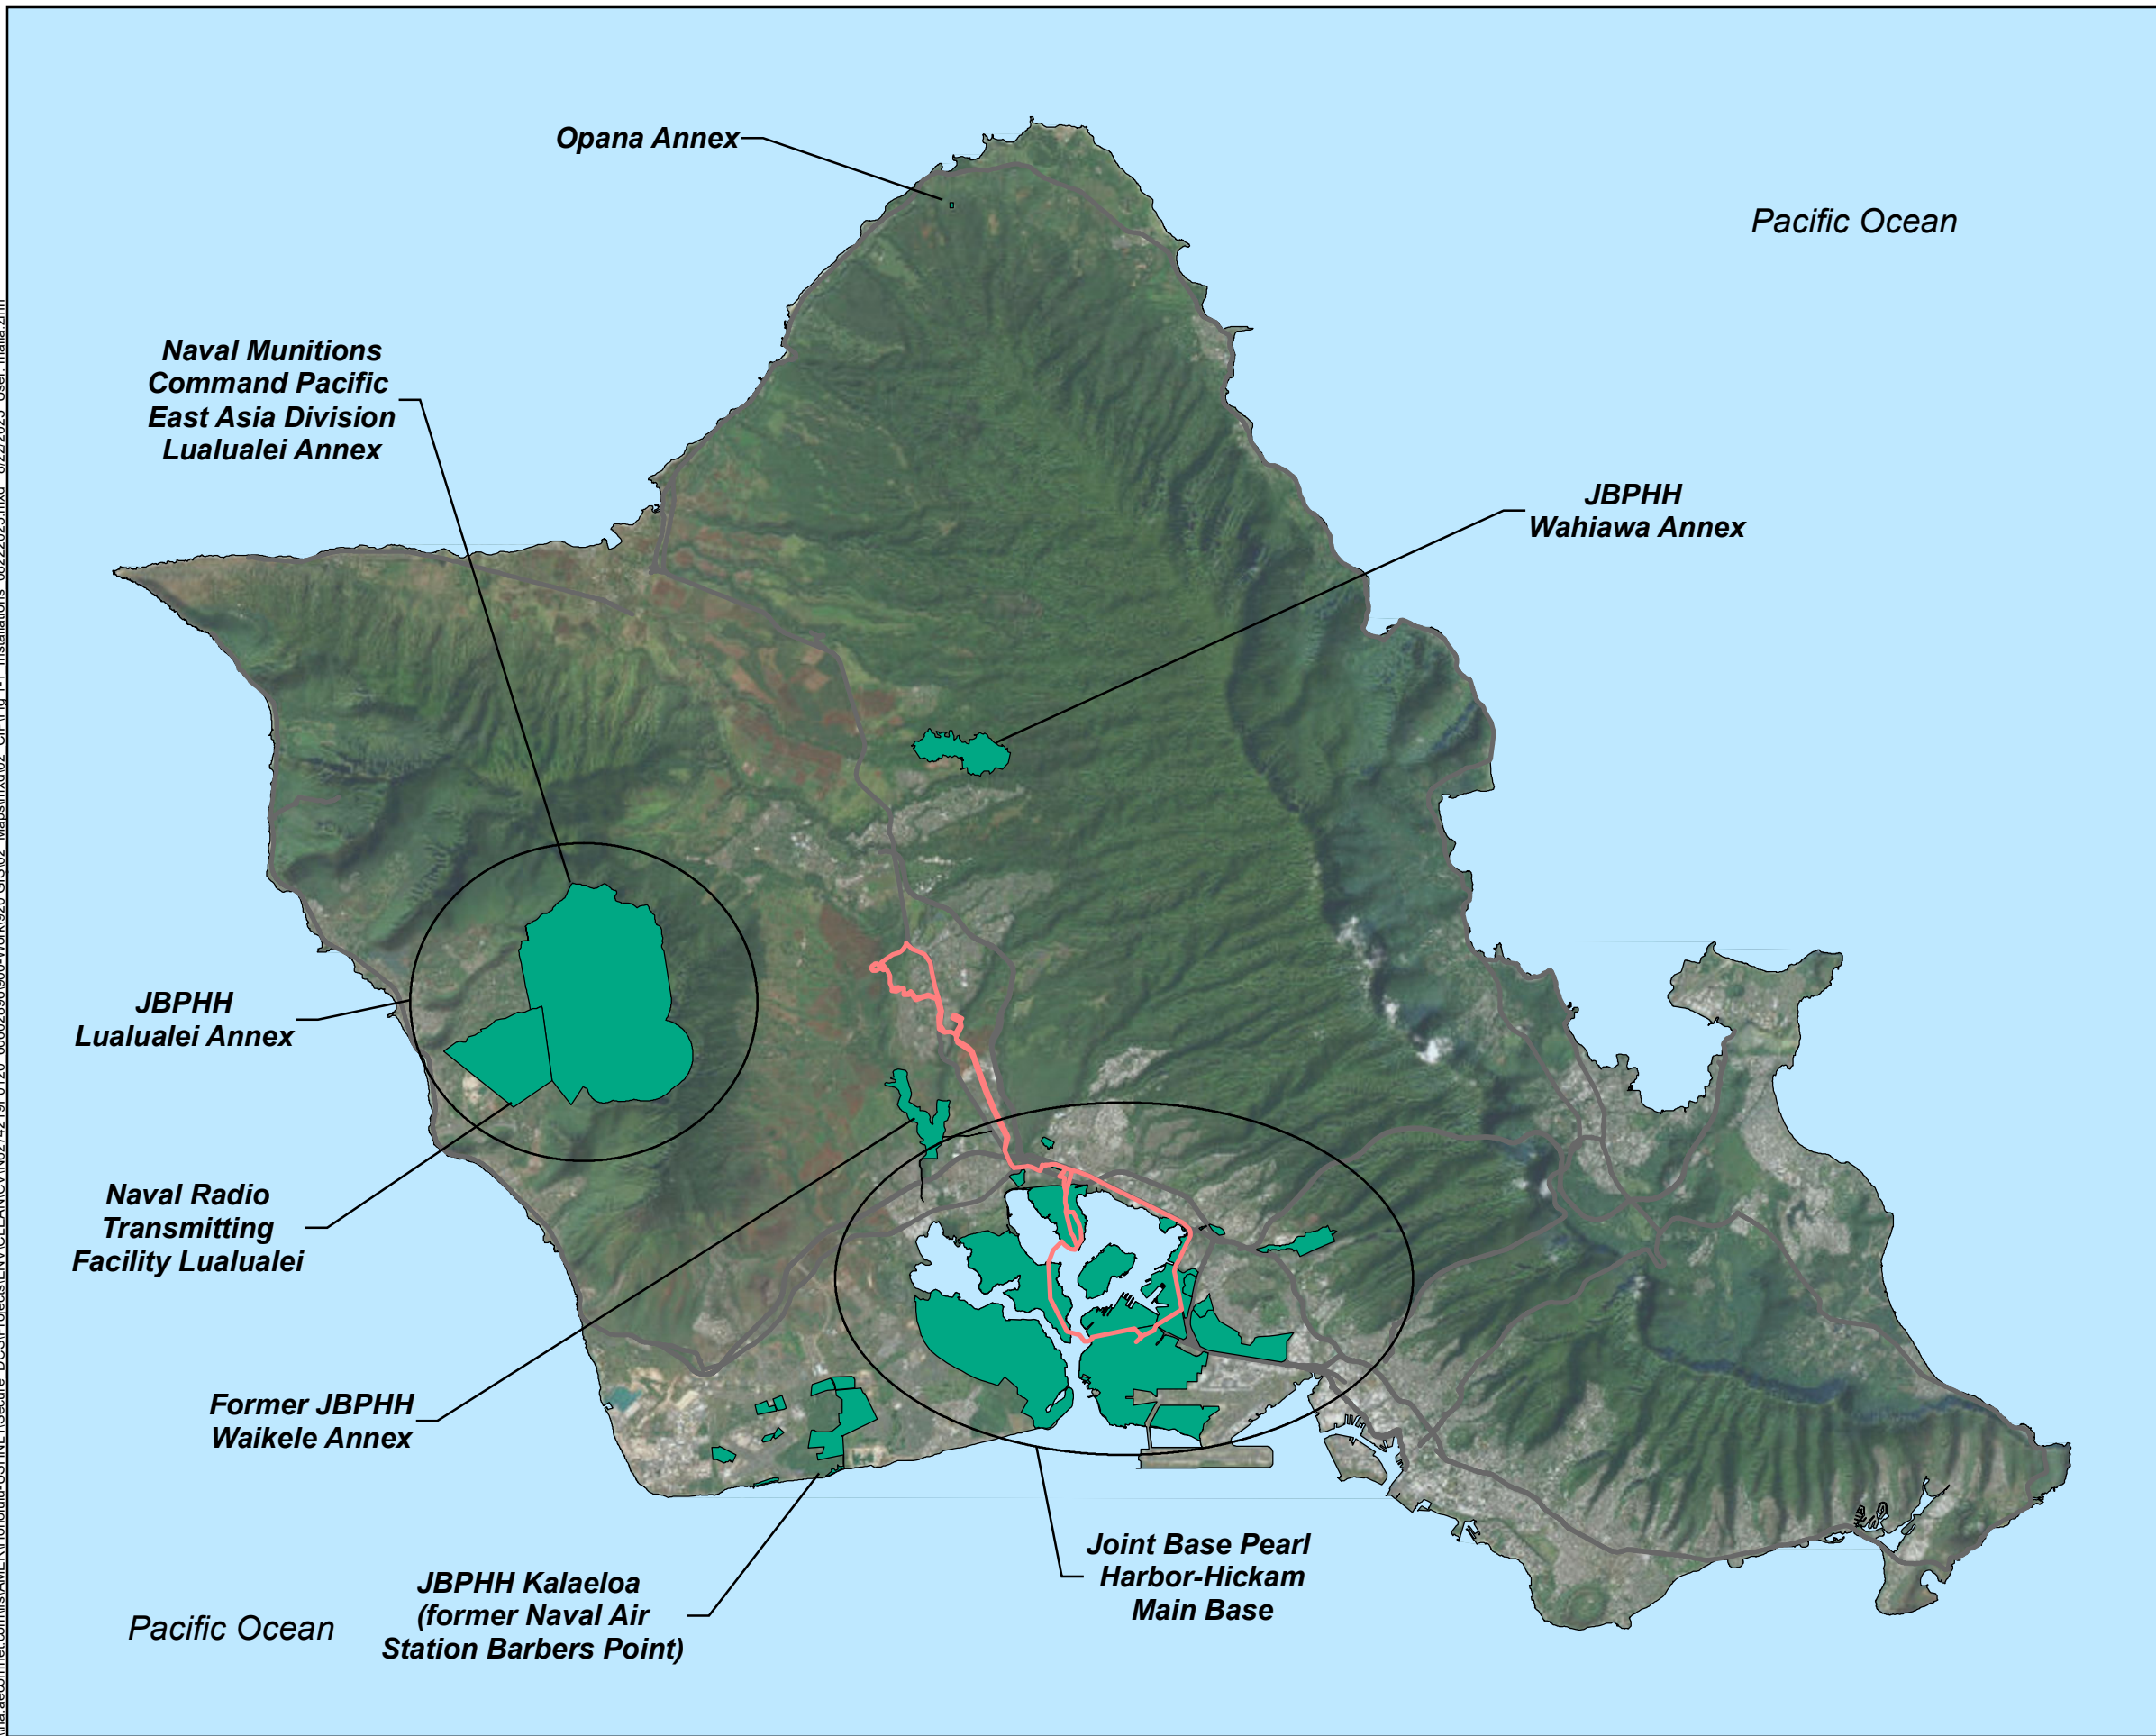 Opana Annex
Pacific Ocean
Naval Munitions
Command Pacific
East Asia Division
Lualualei Annex
JBPHH
Wahiawa Annex
JBPHH
Lualualei Annex
Naval Radio
Transmitting
Facility Lualualei
Former JBPHH
Waikele Annex
JBPHH Kalaeloa
(former Naval Air
Station Barbers Point)
Joint Base Pearl
Harbor-Hickam
Main Base
Pacific Ocean